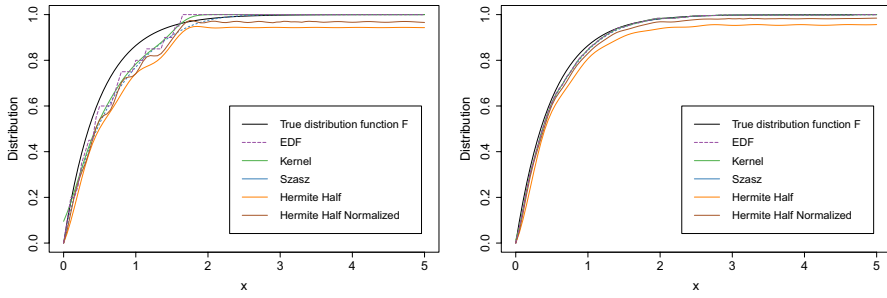 Distribution
0.0 0.2 0.4 0.6 0.8 1.0
True distribution function F
EDF
Kernel
Szasz
Hermite Half
Hermite Half Normalized
0 1 2 3 4 5
x
Distribution
0.0 0.2 0.4 0.6 0.8 1.0
True distribution function F
EDF
Kernel
Szasz
Hermite Half
Hermite Half Normalized
0 1 2 3 4 5
x